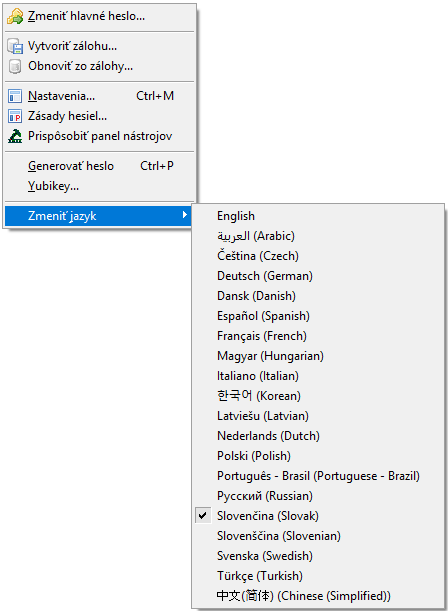 Zmeniť hlavné heslo...
Vytvoriť zálohu...
Obnoviť zo zálohy...
Nastavenia... Ctrl+M
Zásady hesiel...
Prispôsobiť panel nástrojov
Generovať heslo Ctrl+P
Yubikey...
Zmeniť jazyk
English
العربية (Arabic)
Čeština (Czech)
Deutsch (German)
Dansk (Danish)
Español (Spanish)
Français (French)
Magyar (Hungarian)
Italiano (Italian)
한국어 (Korean)
Latviešu (Latvian)
Nederlands (Dutch)
Polski (Polish)
Português - Brasil (Portuguese - Brazil)
Русский (Russian)
Slovenčina (Slovak)
Slovenščina (Slovenian)
Svenska (Swedish)
Türkçe (Turkish)
中文(简体) (Chinese (Simplified))